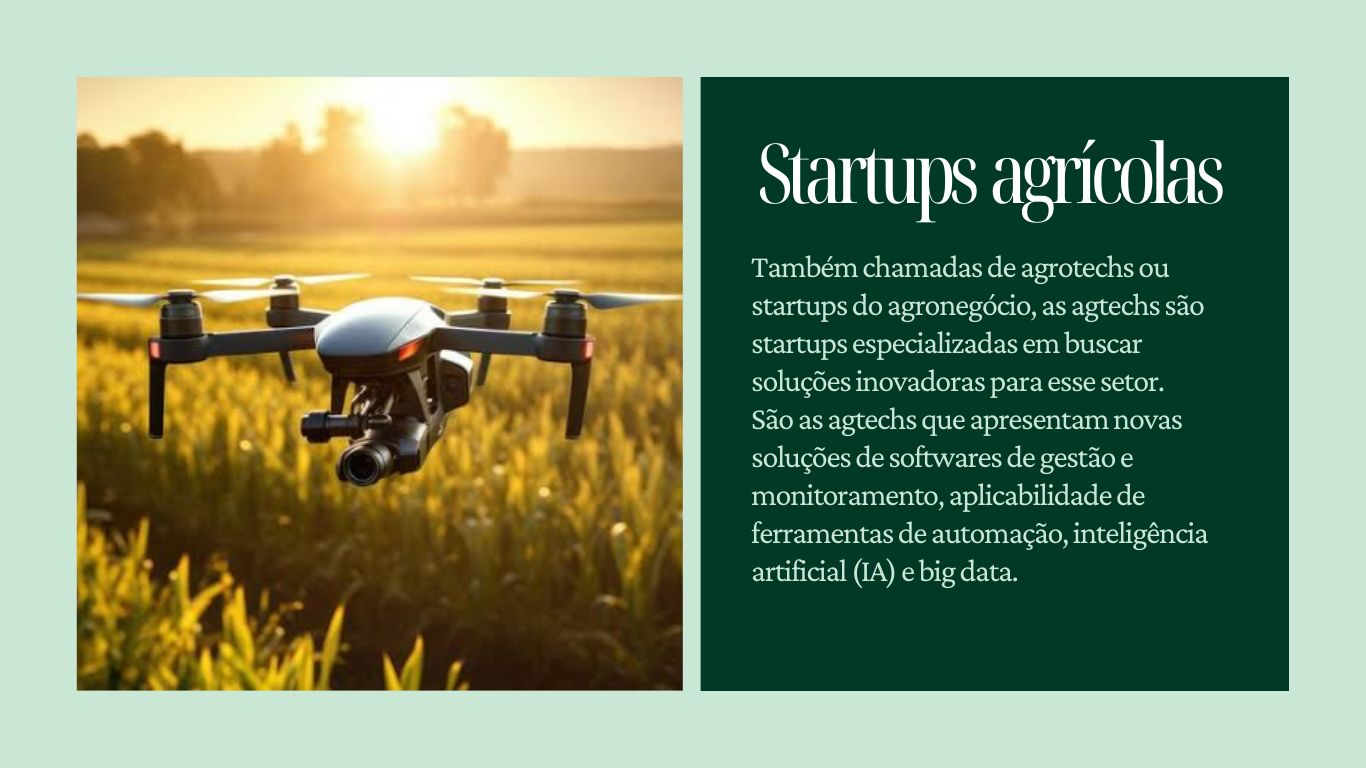 Startups agrícolas
Também chamadas de agrotechs ou
startups do agronegócio, as agtechs são
startups especializadas em buscar
soluções inovadoras para esse setor.
São as agtechs que apresentam novas
soluções de softwares de gestão e
monitoramento, aplicabilidade de
ferramentas de automação, inteligência
artificial (IA) e big data.